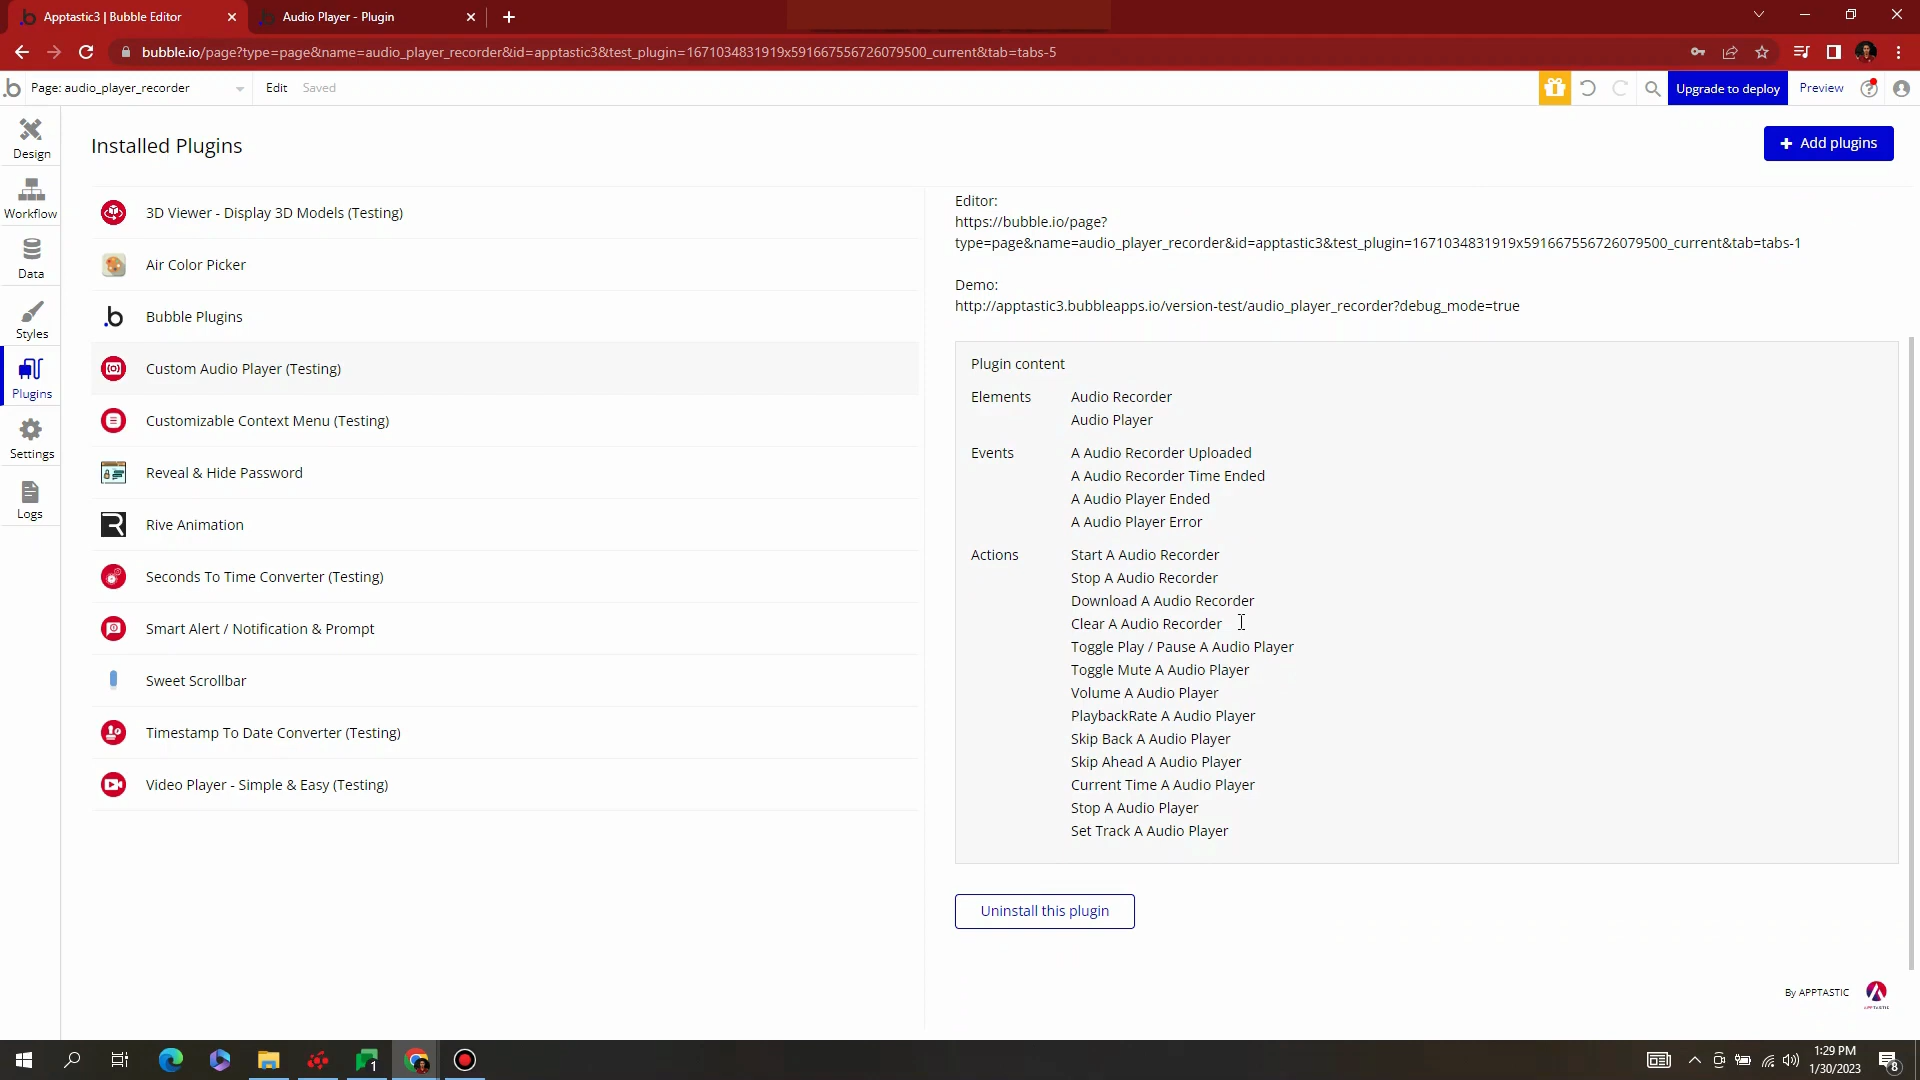 Apptastic3 | Bubble Editor
Audio Player - Plugin
bubble.io/page?type=page&name=audio_player_recorder&id=apptastic3&test_plugin=1671034831919x591667556726079500_current&tab=tabs-5
Page: audio_player_recorder
Edit
Saved
Upgrade to deploy
Preview
Design
Workflow
Data
Styles
Plugins
Settings
Logs
Installed Plugins
Add plugins
3D Viewer - Display 3D Models (Testing)
Air Color Picker
Bubble Plugins
Custom Audio Player (Testing)
Customizable Context Menu (Testing)
Reveal & Hide Password
Rive Animation
Seconds To Time Converter (Testing)
Smart Alert / Notification & Prompt
Sweet Scrollbar
Timestamp To Date Converter (Testing)
Video Player - Simple & Easy (Testing)
Editor:
https://bubble.io/page?
type=page&name=audio_player_recorder&id=apptastic3&test_plugin=1671034831919x591667556726079500_current&tab=tabs-1
Demo:
http://apptastic3.bubbleapps.io/version-test/audio_player_recorder?debug_mode=true
Plugin content
Elements
Audio Recorder
Audio Player
Events
A Audio Recorder Uploaded
A Audio Recorder Time Ended
A Audio Player Ended
A Audio Player Error
Actions
Start A Audio Recorder
Stop A Audio Recorder
Download A Audio Recorder
Clear A Audio Recorder
Toggle Play / Pause A Audio Player
Toggle Mute A Audio Player
Volume A Audio Player
PlaybackRate A Audio Player
Skip Back A Audio Player
Skip Ahead A Audio Player
Current Time A Audio Player
Stop A Audio Player
Set Track A Audio Player
Uninstall this plugin
By APPTASTIC
APPTASTIC
1
1:29 PM
1/30/2023
8